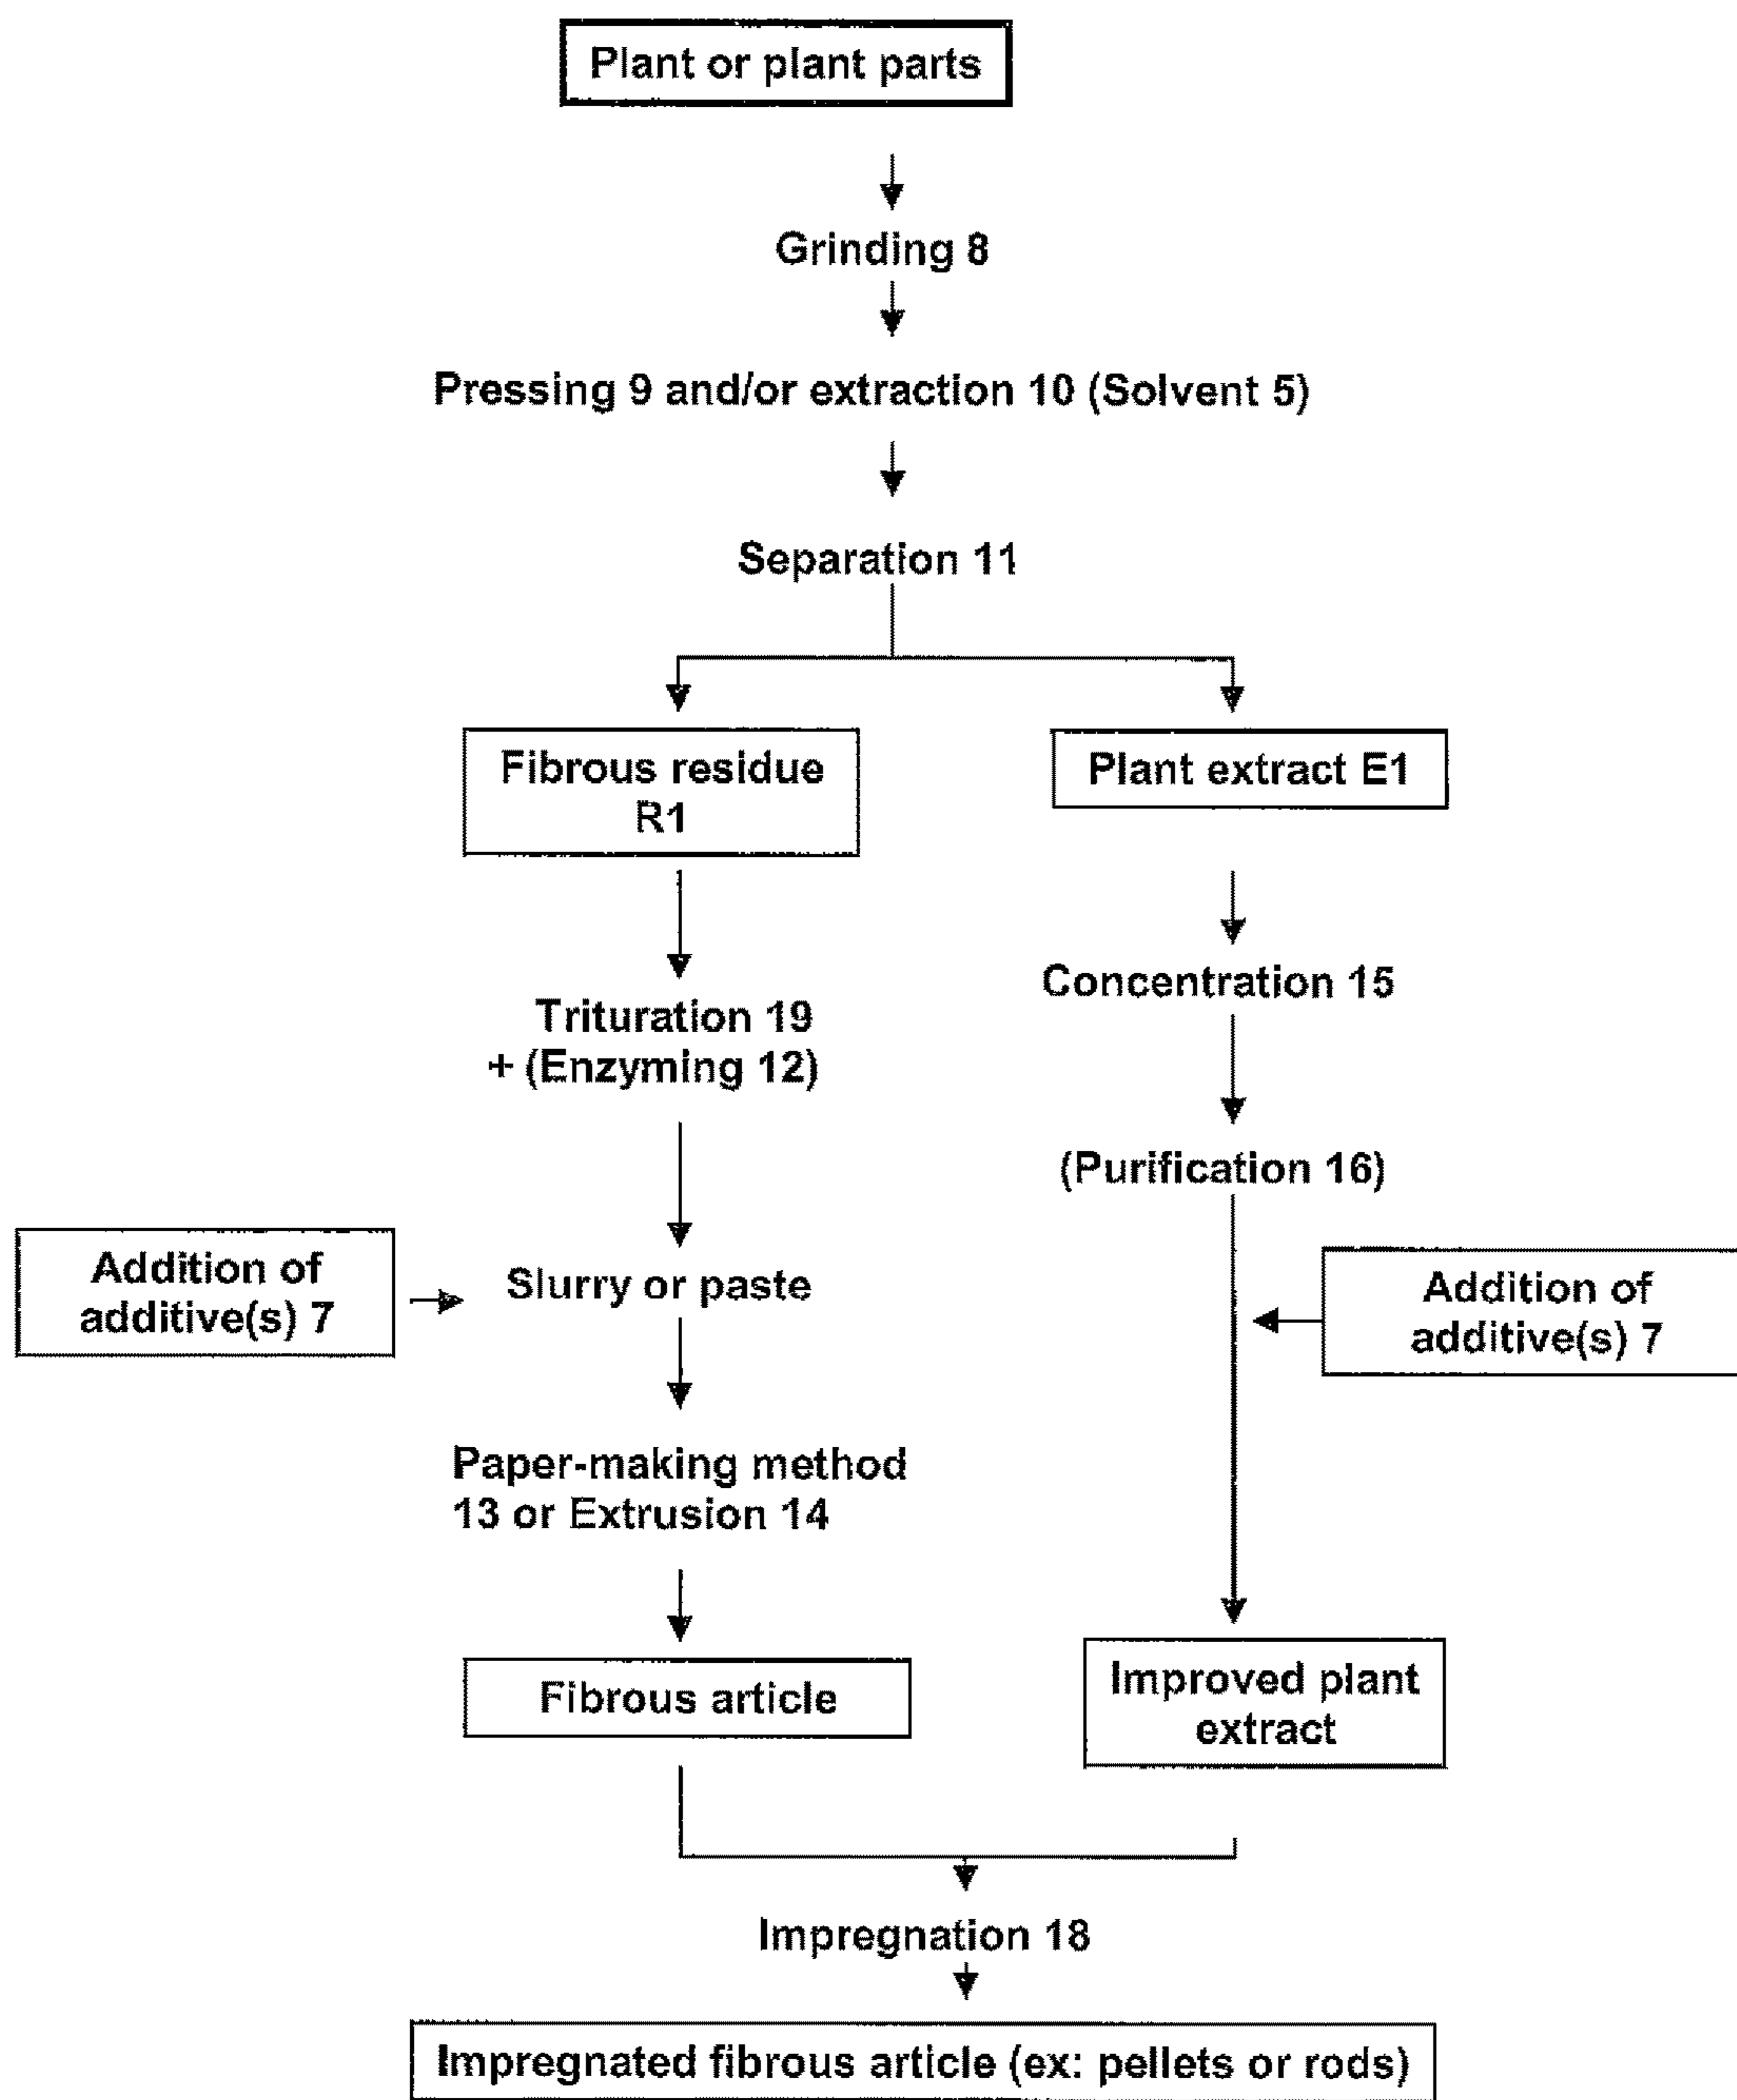 Plant or plant parts
Grinding 8
Pressing 9 and/or extraction 10 (Solvent 5)
Separation 11
Fibrous residue
R1
Plant extract E1
Trituration 19
+ (Enzyming 12)
Concentration 15
(Purification 16)
Addition of
additive(s) 7
Slurry or paste
Addition of
additive(s) 7
Paper-making method
13 or Extrusion 14
Fibrous article
Improved plant
extract
Impregnation 18
Impregnated fibrous article (ex: pellets or rods)